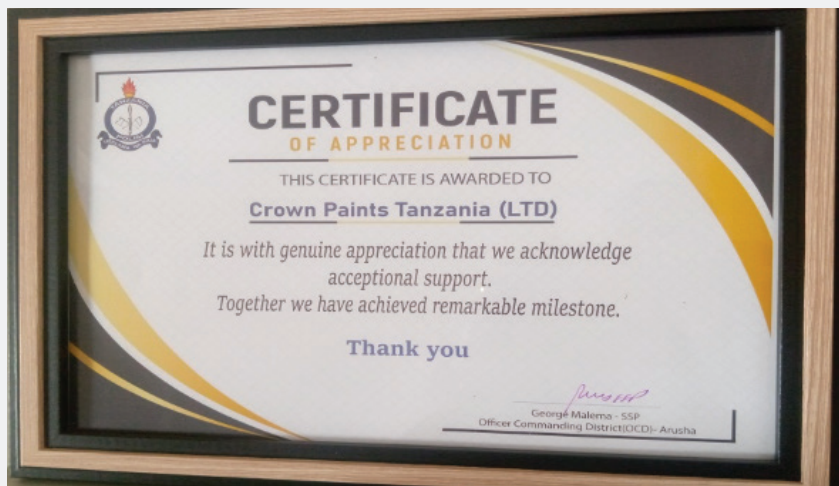 CERTIFICATE
OF APPRECIATION
THIS CERTIFICATE IS AWARDED TO
Crown Paints Tanzania (LTD)
It is with genuine appreciation that we acknowledge
acceptional support.
Together we have achieved remarkable milestone.
Thank you
George Malema - SSP
Officer Commanding District(OCD)- Arusha